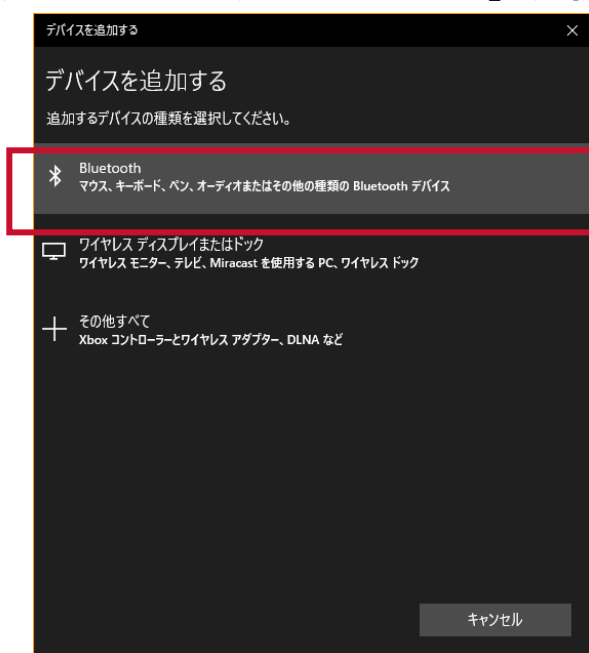 デバイスを追加する
デバイスを追加する
追加するデバイスの種類を選択してください。
Bluetooth
マウス、キーボード、ペン、オーディオまたはその他の種類の Bluetooth デバイス
ワイヤレス ディスプレイまたはドック
ワイヤレス モニター、テレビ、Miracast を使用する PC、ワイヤレス ドック
その他すべて
Xbox コントローラーとワイヤレス アダプター、DLNA など
キャンセル